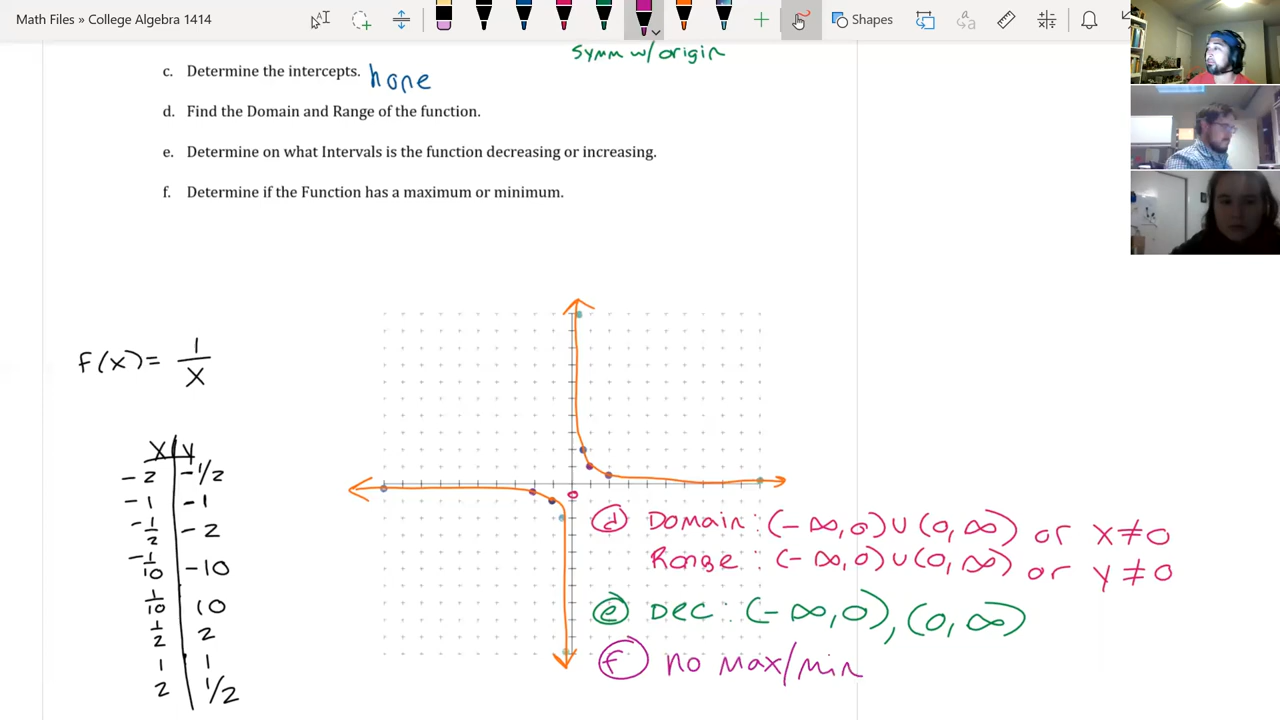 Math Files » College Algebra 1414
Shapes
symm w/origin
c. Determine the intercepts. none
d. Find the Domain and Range of the function.
e. Determine on what Intervals is the function decreasing or increasing.
f. Determine if the Function has a maximum or minimum.
F(x) = 1/x
x | y
-2 | -1/2
-1 | -1
-1/2 | -2
-1/10 | -10
1/10 | 10
1/2 | 2
1 | 1
2 | 1/2
0
d Domain: (-∞,0)∪(0,∞) or x≠0
Range: (-∞,0)∪(0,∞) or y≠0
e Dec: (-∞,0), (0,∞)
f no max/min